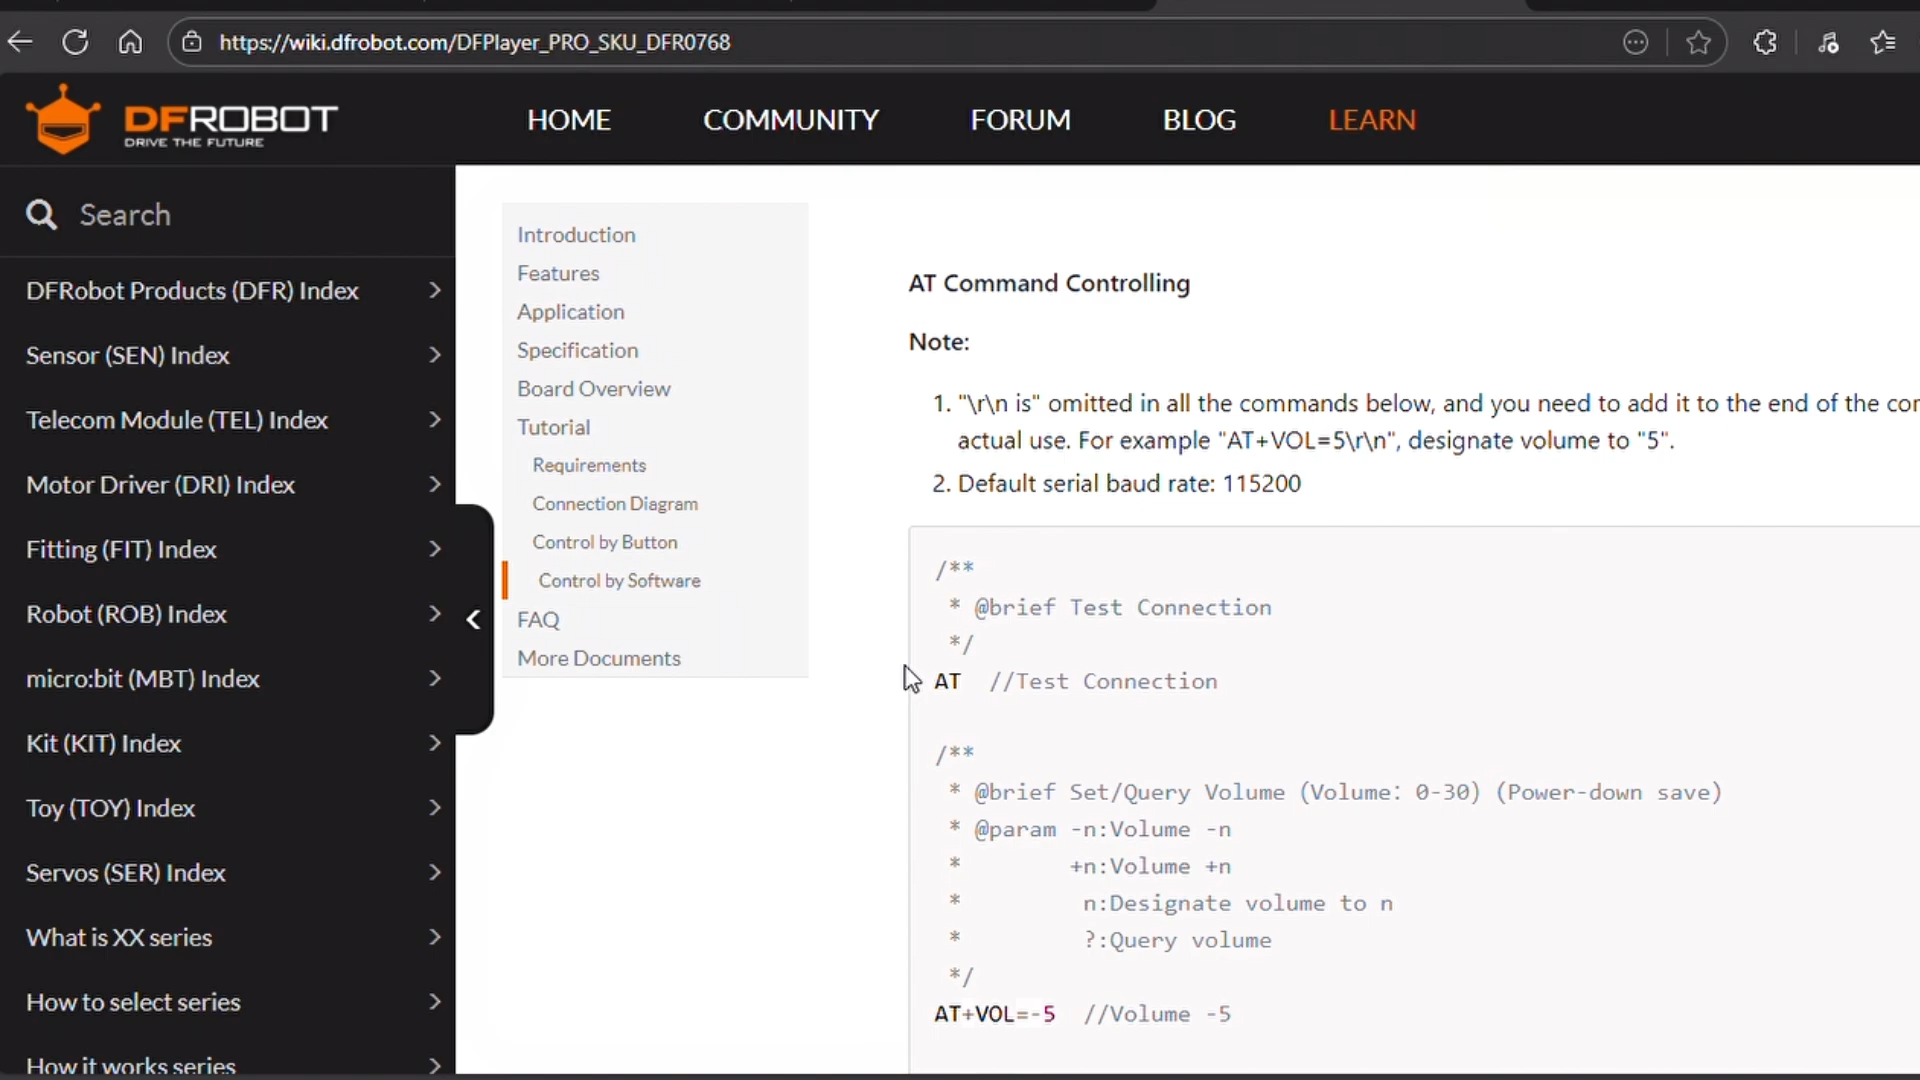 https://wiki.dfrobot.com/DFPlayer_PRO_SKU_DFR0768
DFROBOT
DRIVE THE FUTURE
HOME
COMMUNITY
FORUM
BLOG
LEARN
Search
DFRobot Products (DFR) Index
Sensor (SEN) Index
Telecom Module (TEL) Index
Motor Driver (DRI) Index
Fitting (FIT) Index
Robot (ROB) Index
micro:bit (MBT) Index
Kit (KIT) Index
Toy (TOY) Index
Servos (SER) Index
What is XX series
How to select series
How it works series
Introduction
Features
Application
Specification
Board Overview
Tutorial
Requirements
Connection Diagram
Control by Button
Control by Software
FAQ
More Documents
AT Command Controlling
Note:
1. "\r\n is" omitted in all the commands below, and you need to add it to the end of the
actual use. For example "AT+VOL=5\r\n", designate volume to "5".
2. Default serial baud rate: 115200
/**
* @brief Test Connection
*/
AT //Test Connection
/**
* @brief Set/Query Volume (Volume: 0-30) (Power-down save)
* @param -n:Volume -n
* +n:Volume +n
* n:Designate volume to n
* ?:Query volume
*/
AT+VOL=-5 //Volume -5